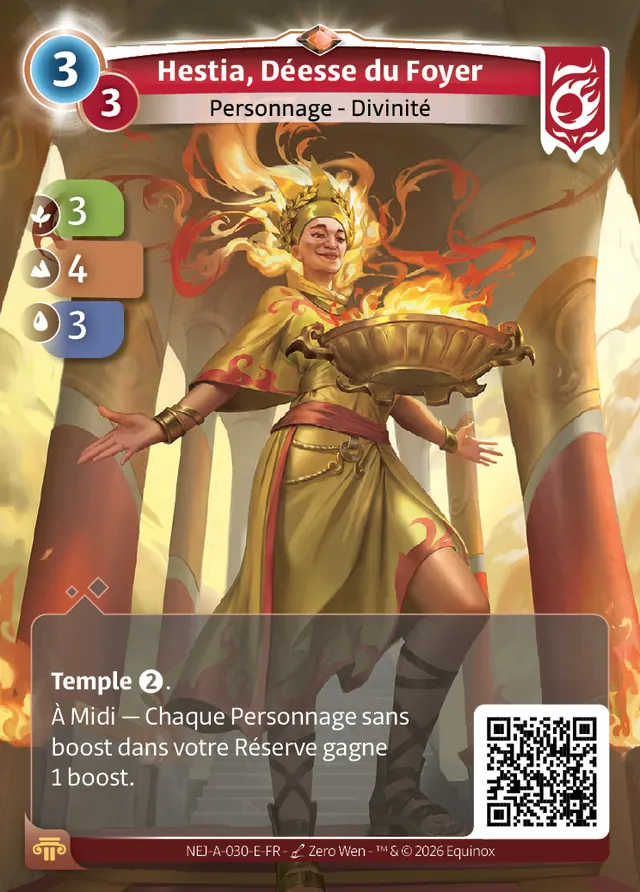 3
3
Hestia, Déesse du Foyer
Personnage - Divinité
3
4
3
Temple 2.
À Midi — Chaque Personnage sans
boost dans votre Réserve gagne
1 boost.
NEJ-A-030-E-FR - Zero Wen - ™ & © 2026 Equinox